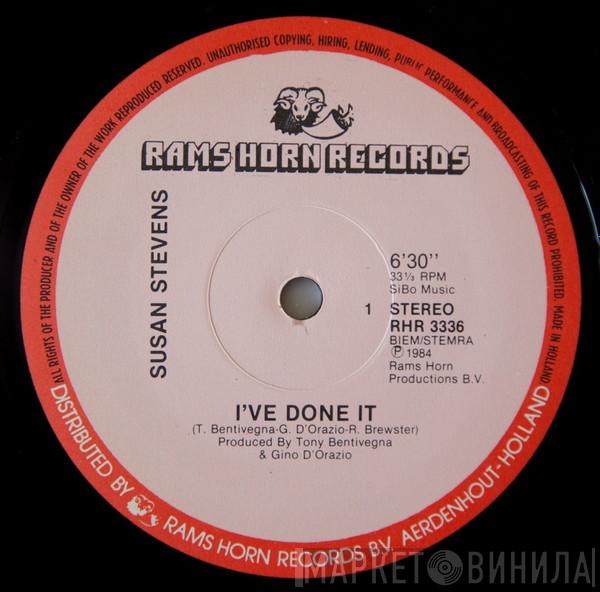 ALL RIGHTS OF THE PRODUCER AND OF THE OWNER OF THE WORK REPRODUCED RESERVED. UNAUTHORISED COPYING, HIRING, LENDING, PUBLIC PERFORMANCE AND BROADCASTING OF THIS RECORD PROHIBITED. MADE IN HOLLAND
RAMS HORN RECORDS
SUSAN STEVENS
6'30"
33⅓ RPM
SiBo Music
1 STEREO
RHR 3336
BIEM/STEMRA
℗ 1984
Rams Horn
Productions B.V.
I'VE DONE IT
(T. Bentivegna-G. D'Orazio-R. Brewster)
Produced By Tony Bentivegna
& Gino D'Orazio
DISTRIBUTED BY RAMS HORN RECORDS B.V. AERDENHOUT-HOLLAND
МАРКЕТ ВИНИЛА